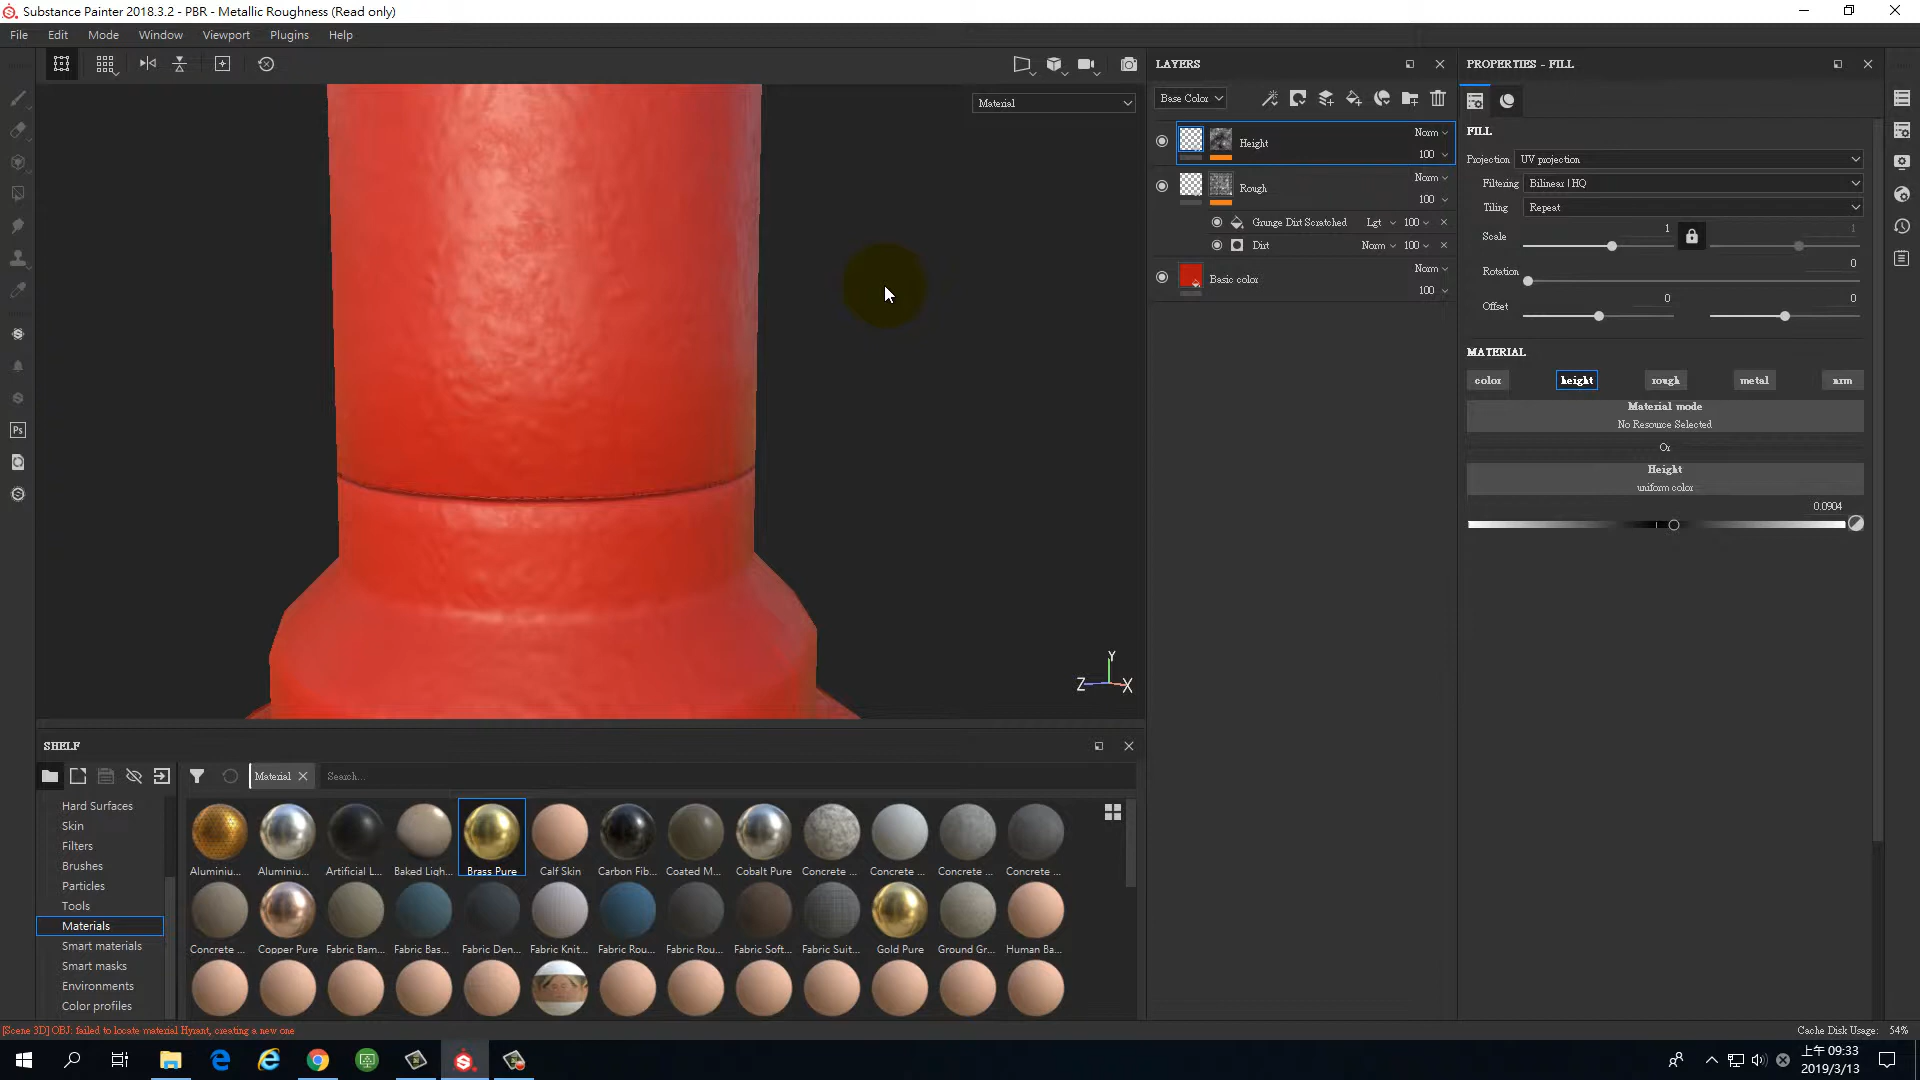 Substance Painter 2018.3.2 - PBR - Metallic Roughness (Read only)
File Edit Mode Window Viewport Plugins Help
Material
Y
Z X
LAYERS
Base Color
Height Norm 100
Rough Norm 100
Grunge Dirt Scratched Lgt 100
Dirt Norm 100
Basic color Norm 100
PROPERTIES - FILL
FILL
Projection UV projection
Filtering Bilinear | HQ
Tiling Repeat
Scale 1 1
Rotation 0
Offset 0 0
MATERIAL
color height rough metal nrm
Material mode
No Resource Selected
Or
Height
uniform color
0.0904
SHELF
Material Search...
Hard Surfaces
Skin
Filters
Brushes
Particles
Tools
Materials
Smart materials
Smart masks
Environments
Color profiles
Aluminiu... Aluminiu... Artificial L... Baked Ligh... Brass Pure Calf Skin Carbon Fib... Coated M... Cobalt Pure Concrete ... Concrete ... Concrete ... Concrete ...
Concrete ... Copper Pure Fabric Bam... Fabric Bas... Fabric Den... Fabric Knit... Fabric Rou... Fabric Rou... Fabric Soft... Fabric Suit... Gold Pure Ground Gr... Human Ba...
[Scene 3D] OBJ: failed to locate material Hyrant, creating a new one
Cache Disk Usage: 54%
Ps
上午 09:33
2019/3/13